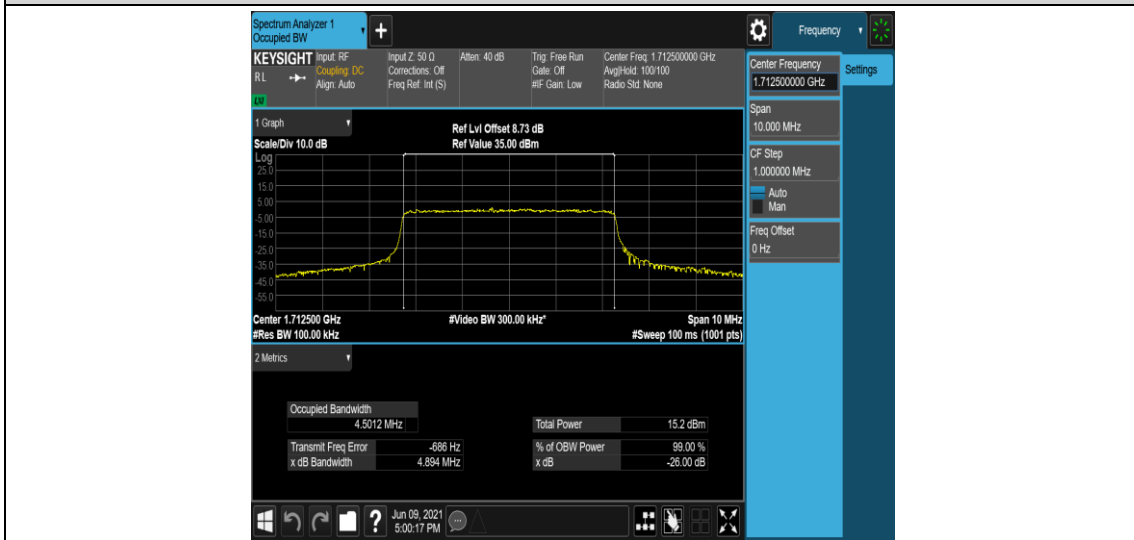 Spectrum Analyzer 1
Occupied BW
Frequency
KEYSIGHT
RL
LNI
Input: RF
Coupling: DC
Align: Auto
Input Z: 50 Ω
Corrections: Off
Freq Ref: Int (S)
Atten: 40 dB
Trig: Free Run
Gate: Off
#IF Gain: Low
Center Freq: 1.712500000 GHz
Avg|Hold: 100/100
Radio Std: None
Center Frequency
1.712500000 GHz
Settings
Span
10.000 MHz
CF Step
1.000000 MHz
Auto
Man
Freq Offset
0 Hz
1 Graph
Scale/Div 10.0 dB
Ref Lvl Offset 8.73 dB
Ref Value 35.00 dBm
Log
25.0
15.0
5.00
-5.00
-15.0
-25.0
-35.0
-45.0
-55.0
Center 1.712500 GHz
#Res BW 100.00 kHz
#Video BW 300.00 kHz*
Span 10 MHz
#Sweep 100 ms (1001 pts)
2 Metrics
Occupied Bandwidth
4.5012 MHz
Total Power 15.2 dBm
Transmit Freq Error -686 Hz
% of OBW Power 99.00 %
x dB Bandwidth 4.894 MHz
x dB -26.00 dB
?
Jun 09, 2021
5:00:17 PM